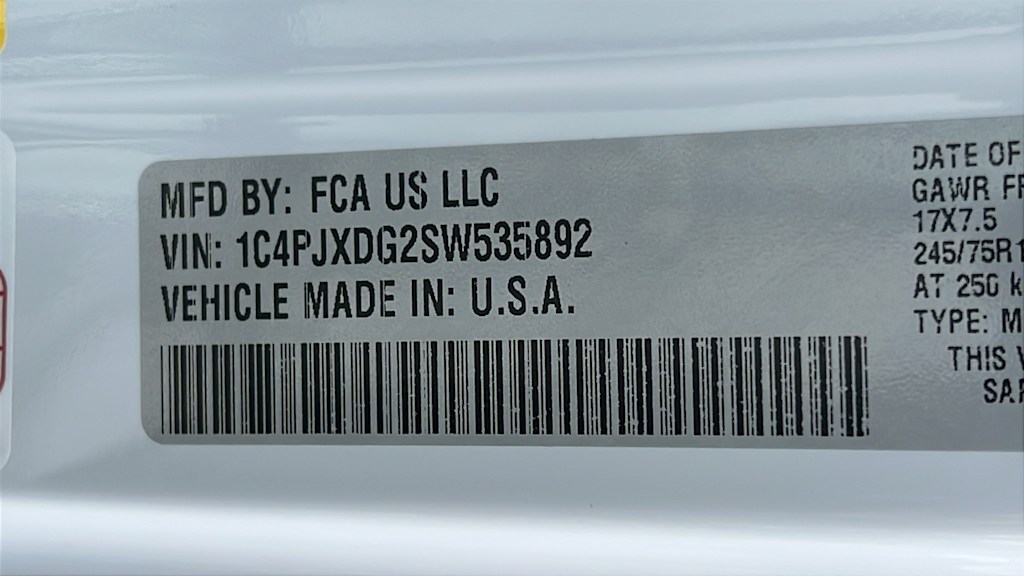 MFD BY: FCA US LLC
VIN: 1C4PJXDG2SW535892
VEHICLE MADE IN: U.S.A.
DATE OF
GAWR FR
17X7.5
245/75R1
AT 250 k
TYPE: M
THIS V
SAF